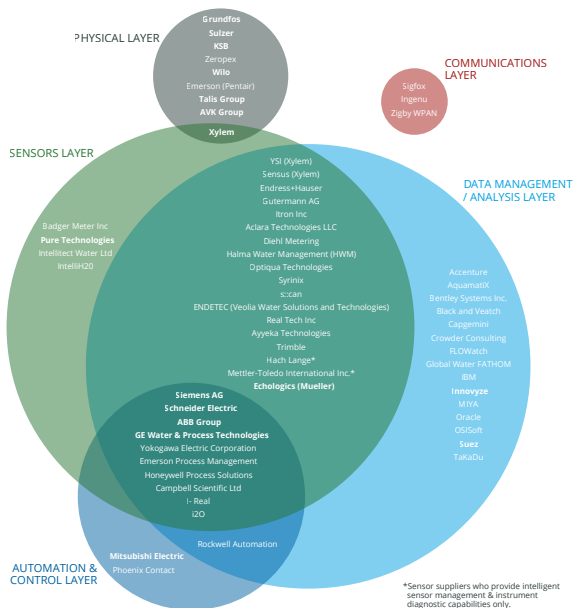 PHYSICAL LAYER
Grundfos
Sulzer
KSB
Zeropex
Wilo
Emerson (Pentair)
Talis Group
AVK Group
Xylem
COMMUNICATIONS
LAYER
Sigfox
Ingenu
Zigby WPAN
SENSORS LAYER
Badger Meter Inc
Pure Technologies
Intellitect Water Ltd
IntelliH20
YSI (Xylem)
Sensus (Xylem)
Endress+Hauser
Gutermann AG
Itron Inc
Aclara Technologies LLC
Diehl Metering
Halma Water Management (HWM)
Optiqua Technologies
Syrinix
s::can
ENDETEC (Veolia Water Solutions and Technologies)
Real Tech Inc
Ayyeka Technologies
Trimble
Hach Lange*
Mettler-Toledo International Inc.*
Echologics (Mueller)
DATA MANAGEMENT
/ ANALYSIS LAYER
Accenture
AquamatiX
Bentley Systems Inc.
Black and Veatch
Capgemini
Crowder Consulting
FLOWatch
Global Water FATHOM
IBM
Innovyze
MIYA
Oracle
OSISoft
Suez
TaKaDu
Siemens AG
Schneider Electric
ABB Group
GE Water & Process Technologies
Yokogawa Electric Corporation
Emerson Process Management
Honeywell Process Solutions
Campbell Scientific Ltd
i- Real
i2O
Rockwell Automation
Mitsubishi Electric
Phoenix Contact
AUTOMATION &
CONTROL LAYER
*Sensor suppliers who provide intelligent
sensor management & instrument
diagnostic capabilities only.